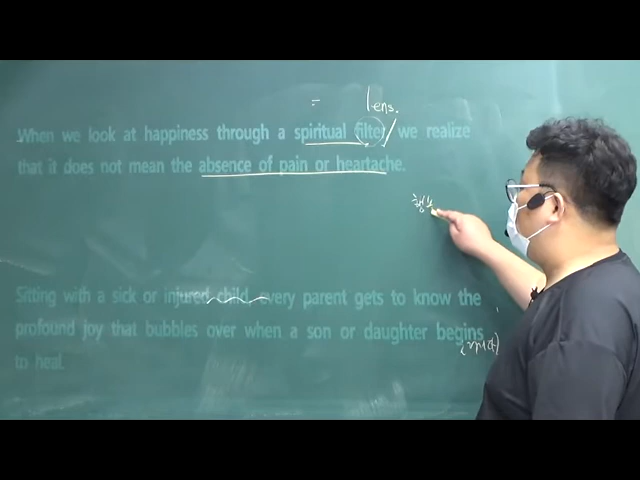 = lens.
When we look at happiness through a spiritual filter, we realize
that it does not mean the absence of pain or heartache.
Sitting with a sick or injured child, every parent gets to know the
profound joy that bubbles over when a son or daughter begins
to heal.